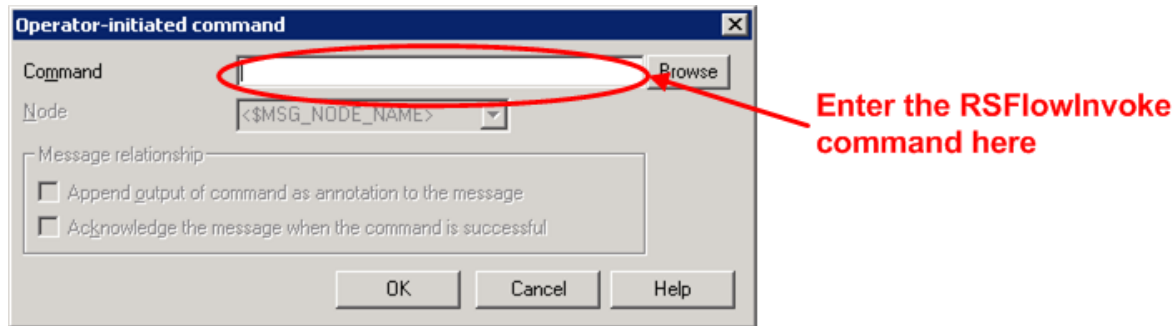 Operator-initiated command
Command
Browse
Node
<$MSG_NODE_NAME>
Message relationship
Append output of command as annotation to the message
Acknowledge the message when the command is successful
OK Cancel Help
Enter the RSFlowInvoke
command here